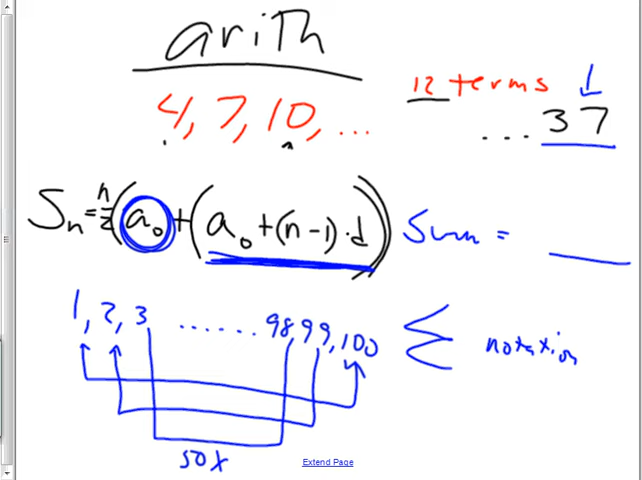 arith
12 terms
4, 7, 10, ...
... 37
Sn = n/2 (a₀ + (a₀ + (n-1)·d))
Sum = ___
1, 2, 3 ...... 98, 99, 100
Σ notation
50x
Extend Page